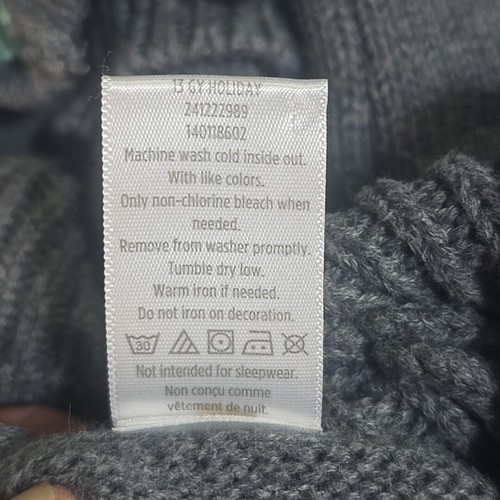 13 GY HOLIDAY
241222989
140118602
Machine wash cold inside out.
With like colors.
Only non-chlorine bleach when
needed.
Remove from washer promptly.
Tumble dry low.
Warm iron if needed.
Do not iron on decoration.
30
Not intended for sleepwear.
Non conçu comme
vêtement de nuit.